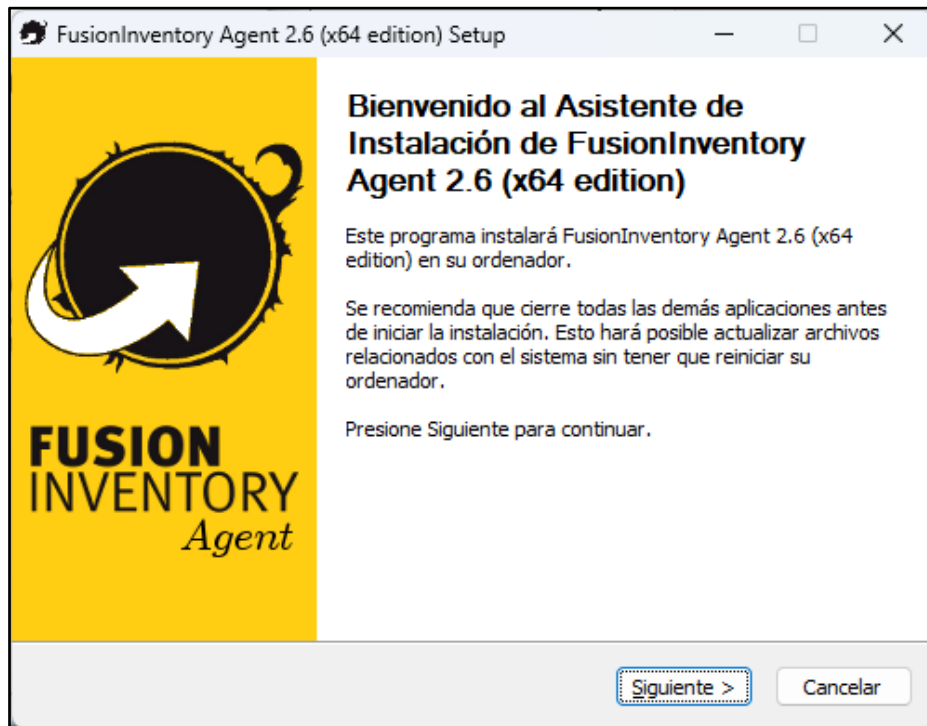 FusionInventory Agent 2.6 (x64 edition) Setup
Bienvenido al Asistente de
Instalación de FusionInventory
Agent 2.6 (x64 edition)
Este programa instalará FusionInventory Agent 2.6 (x64
edition) en su ordenador.
Se recomienda que cierre todas las demás aplicaciones antes
de iniciar la instalación. Esto hará posible actualizar archivos
relacionados con el sistema sin tener que reiniciar su
ordenador.
Presione Siguiente para continuar.
FUSION
INVENTORY
Agent
Siguiente >
Cancelar